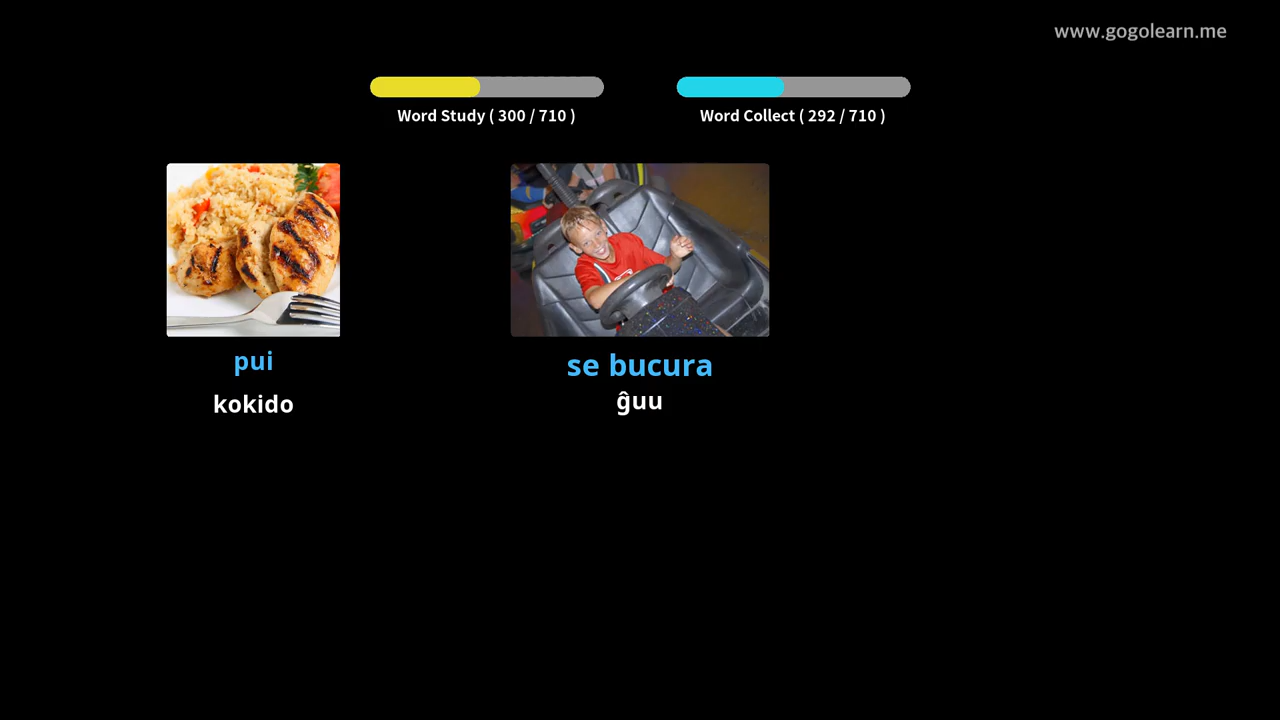 www.gogolearn.me
Word Study ( 300 / 710 )
Word Collect ( 292 / 710 )
pui
kokido
se bucura
ĝuu